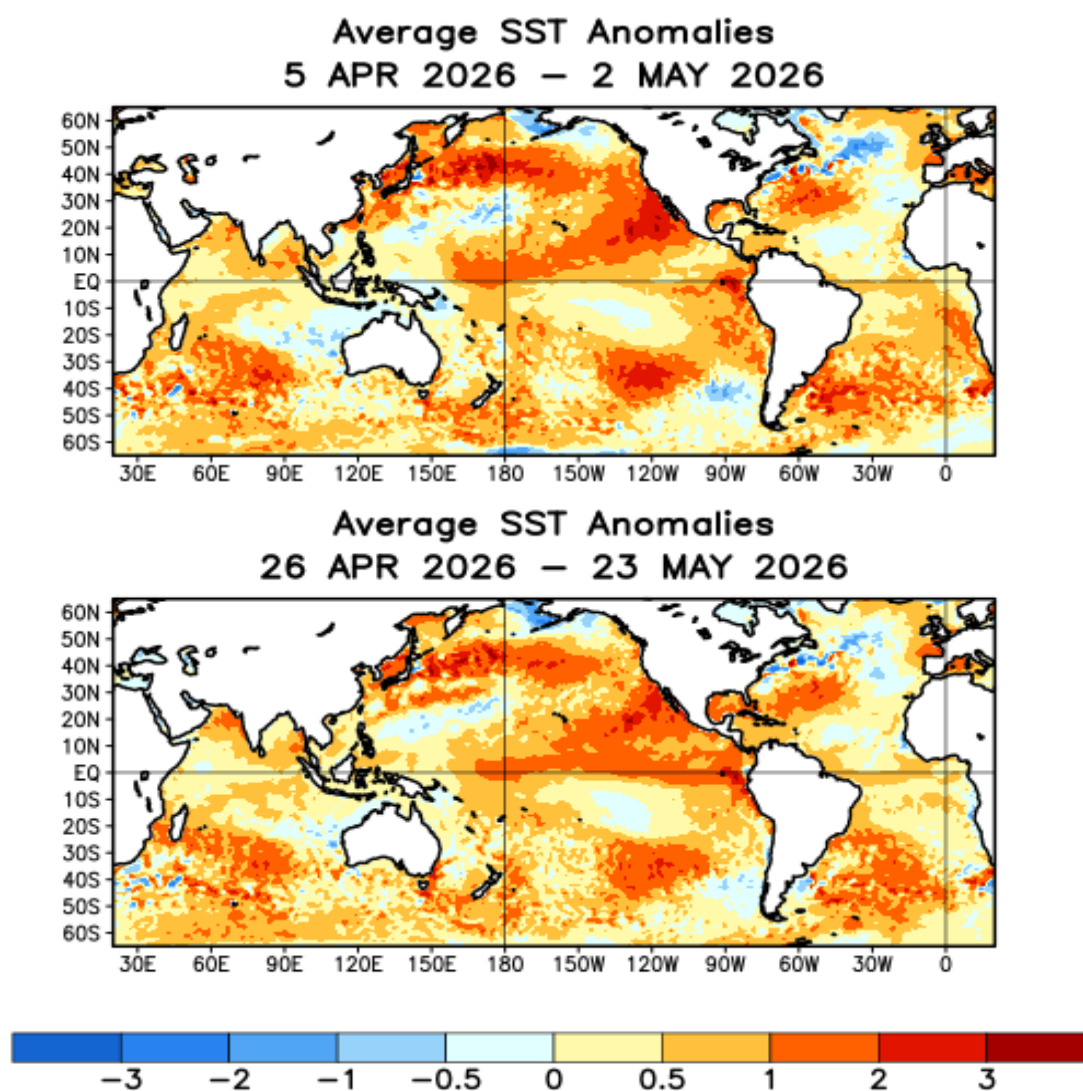 Average SST Anomalies
5 APR 2026 – 2 MAY 2026
60N
50N
40N
30N
20N
10N
EQ
10S
20S
30S
40S
50S
60S
30E 60E 90E 120E 150E 180 150W 120W 90W 60W 30W 0
Average SST Anomalies
26 APR 2026 – 23 MAY 2026
60N
50N
40N
30N
20N
10N
EQ
10S
20S
30S
40S
50S
60S
30E 60E 90E 120E 150E 180 150W 120W 90W 60W 30W 0
-3 -2 -1 -0.5 0 0.5 1 2 3